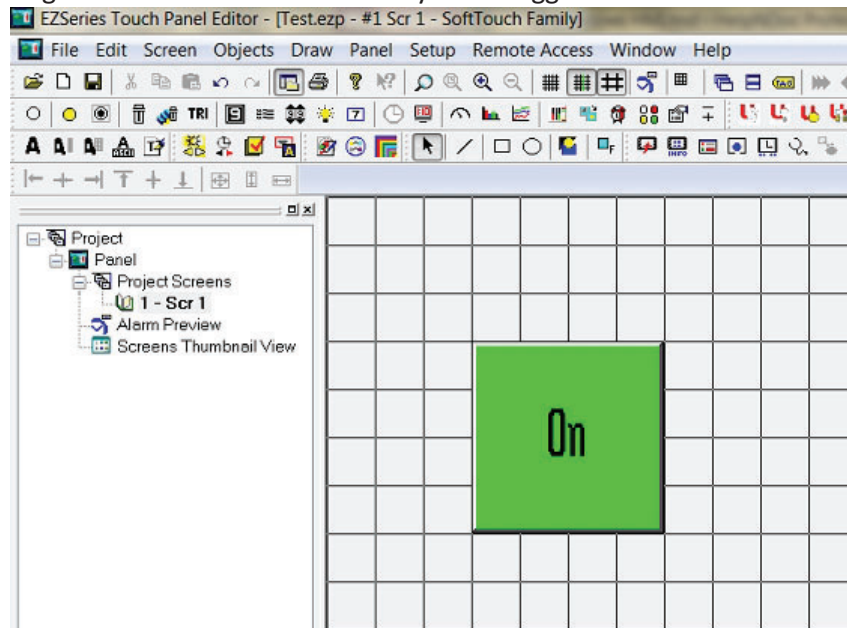 EZSeries Touch Panel Editor - [Test.ezp - #1 Scr 1 - SoftTouch Family]
File Edit Screen Objects Draw Panel Setup Remote Access Window Help
TRI
Project
Panel
Project Screens
1 - Scr 1
Alarm Preview
Screens Thumbnail View
On